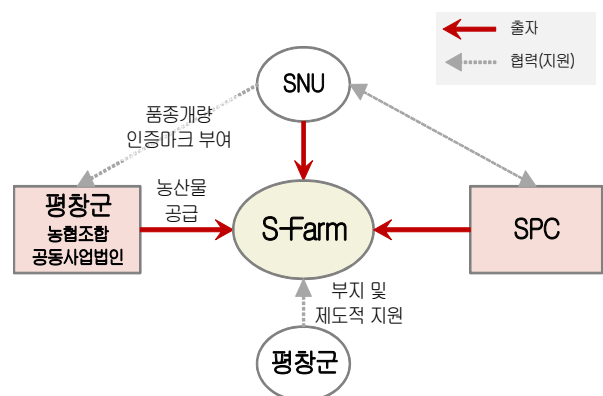 출자
협력(지원)
SNU
품종개량
인증마크 부여
평창군
농협조합
공동사업법인
농산물
공급
S-Farm
SPC
부지 및
제도적 지원
평창군